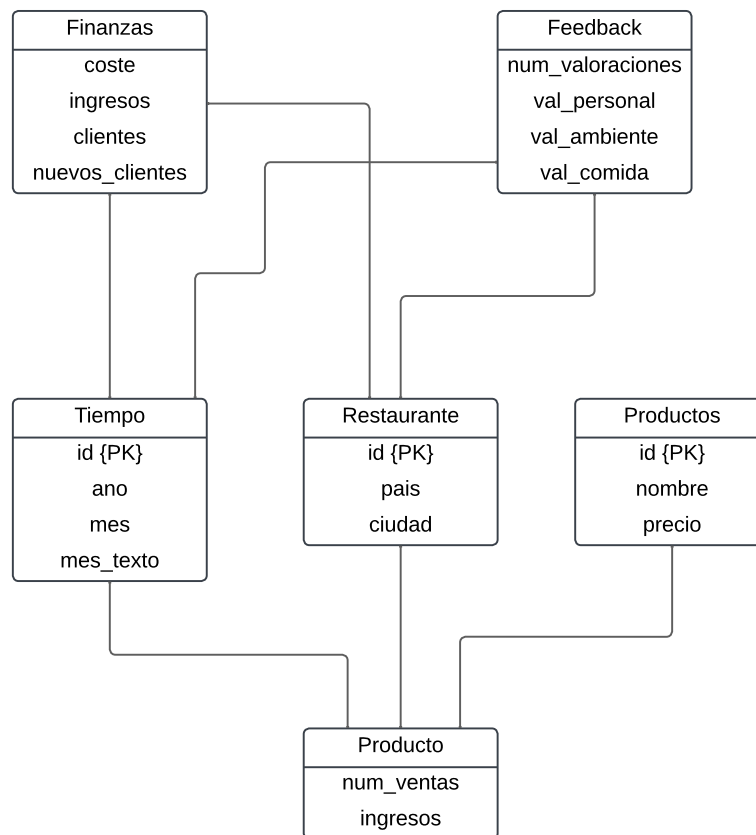 Finanzas
coste
ingresos
clientes
nuevos_clientes
Feedback
num_valoraciones
val_personal
val_ambiente
val_comida
Tiempo
id {PK}
ano
mes
mes_texto
Restaurante
id {PK}
pais
ciudad
Productos
id {PK}
nombre
precio
Producto
num_ventas
ingresos